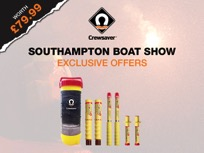 WORTH
£79.99
Crewsaver
SOUTHAMPTON BOAT SHOW
EXCLUSIVE OFFERS